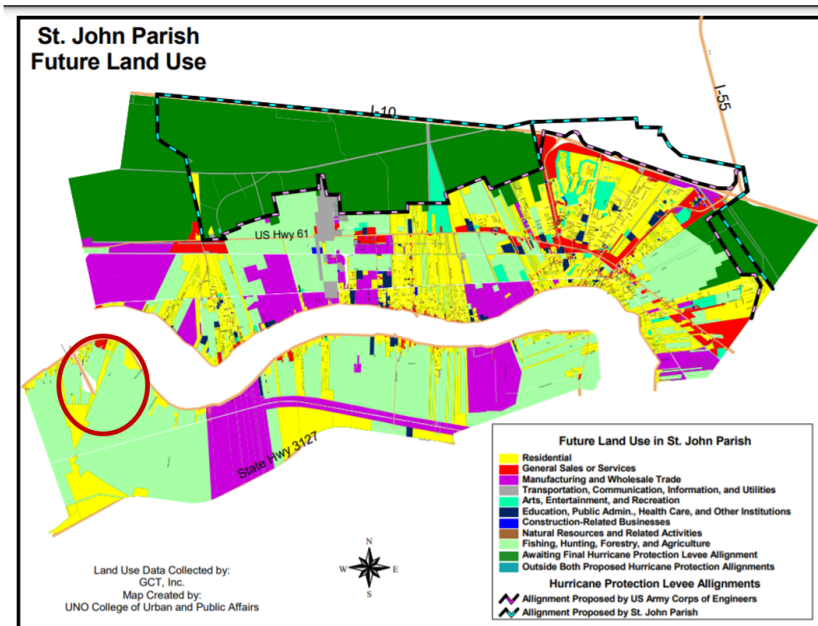 St. John Parish
Future Land Use
I-10
I-55
US Hwy 61
State Hwy 3127
Future Land Use in St. John Parish
Residential
General Sales or Services
Manufacturing and Wholesale Trade
Transportation, Communication, Information, and Utilities
Arts, Entertainment, and Recreation
Education, Public Admin., Health Care, and Other Institutions
Construction-Related Businesses
Natural Resources and Related Activities
Fishing, Hunting, Forestry, and Agriculture
Awaiting Final Hurricane Protection Levee Allignment
Outside Both Proposed Hurricane Protection Allignments
Hurricane Protection Levee Allignments
Allignment Proposed by US Army Corps of Engineers
Allignment Proposed by St. John Parish
N
W
E
S
Land Use Data Collected by:
GCT, Inc.
Map Created by:
UNO College of Urban and Public Affairs